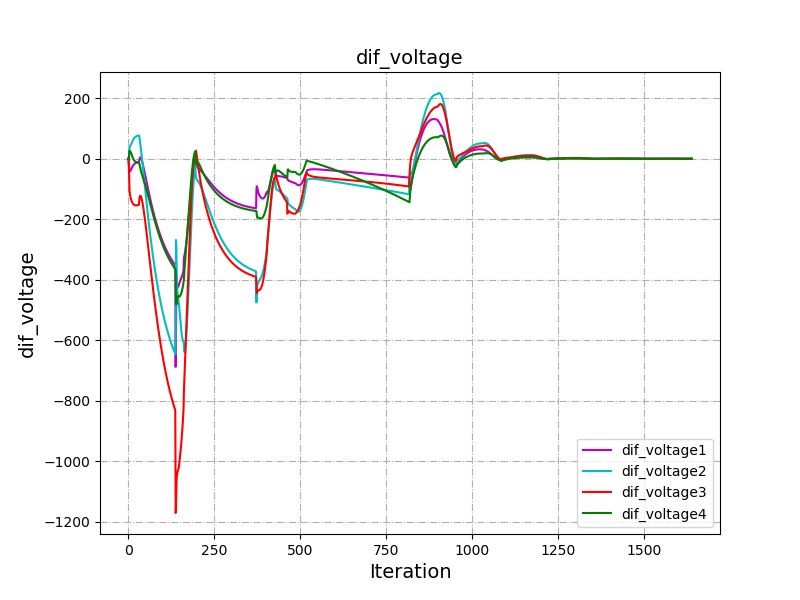 dif_voltage
dif_voltage
200
0
−200
−400
−600
−800
−1000
−1200
0
250
500
750
1000
1250
1500
Iteration
dif_voltage1
dif_voltage2
dif_voltage3
dif_voltage4